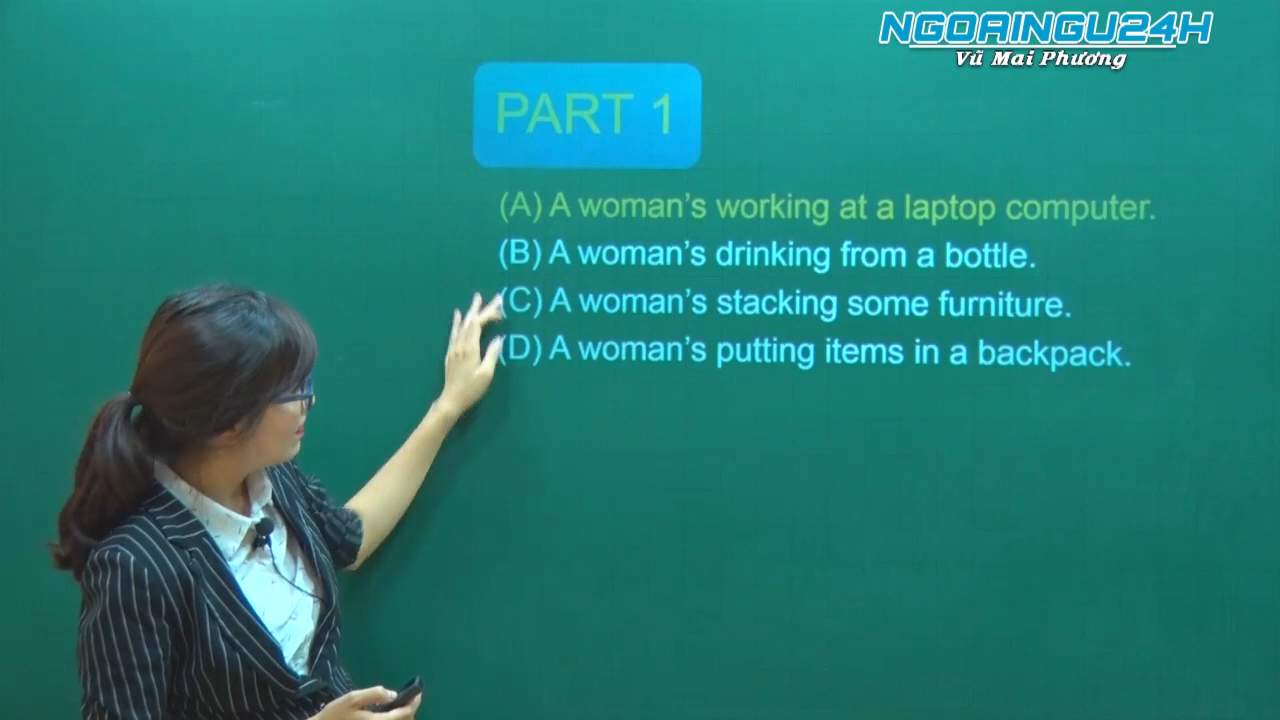 NGOAINGU24H
Vũ Mai Phương
PART 1
(A) A woman's working at a laptop computer.
(B) A woman's drinking from a bottle.
(C) A woman's stacking some furniture.
(D) A woman's putting items in a backpack.